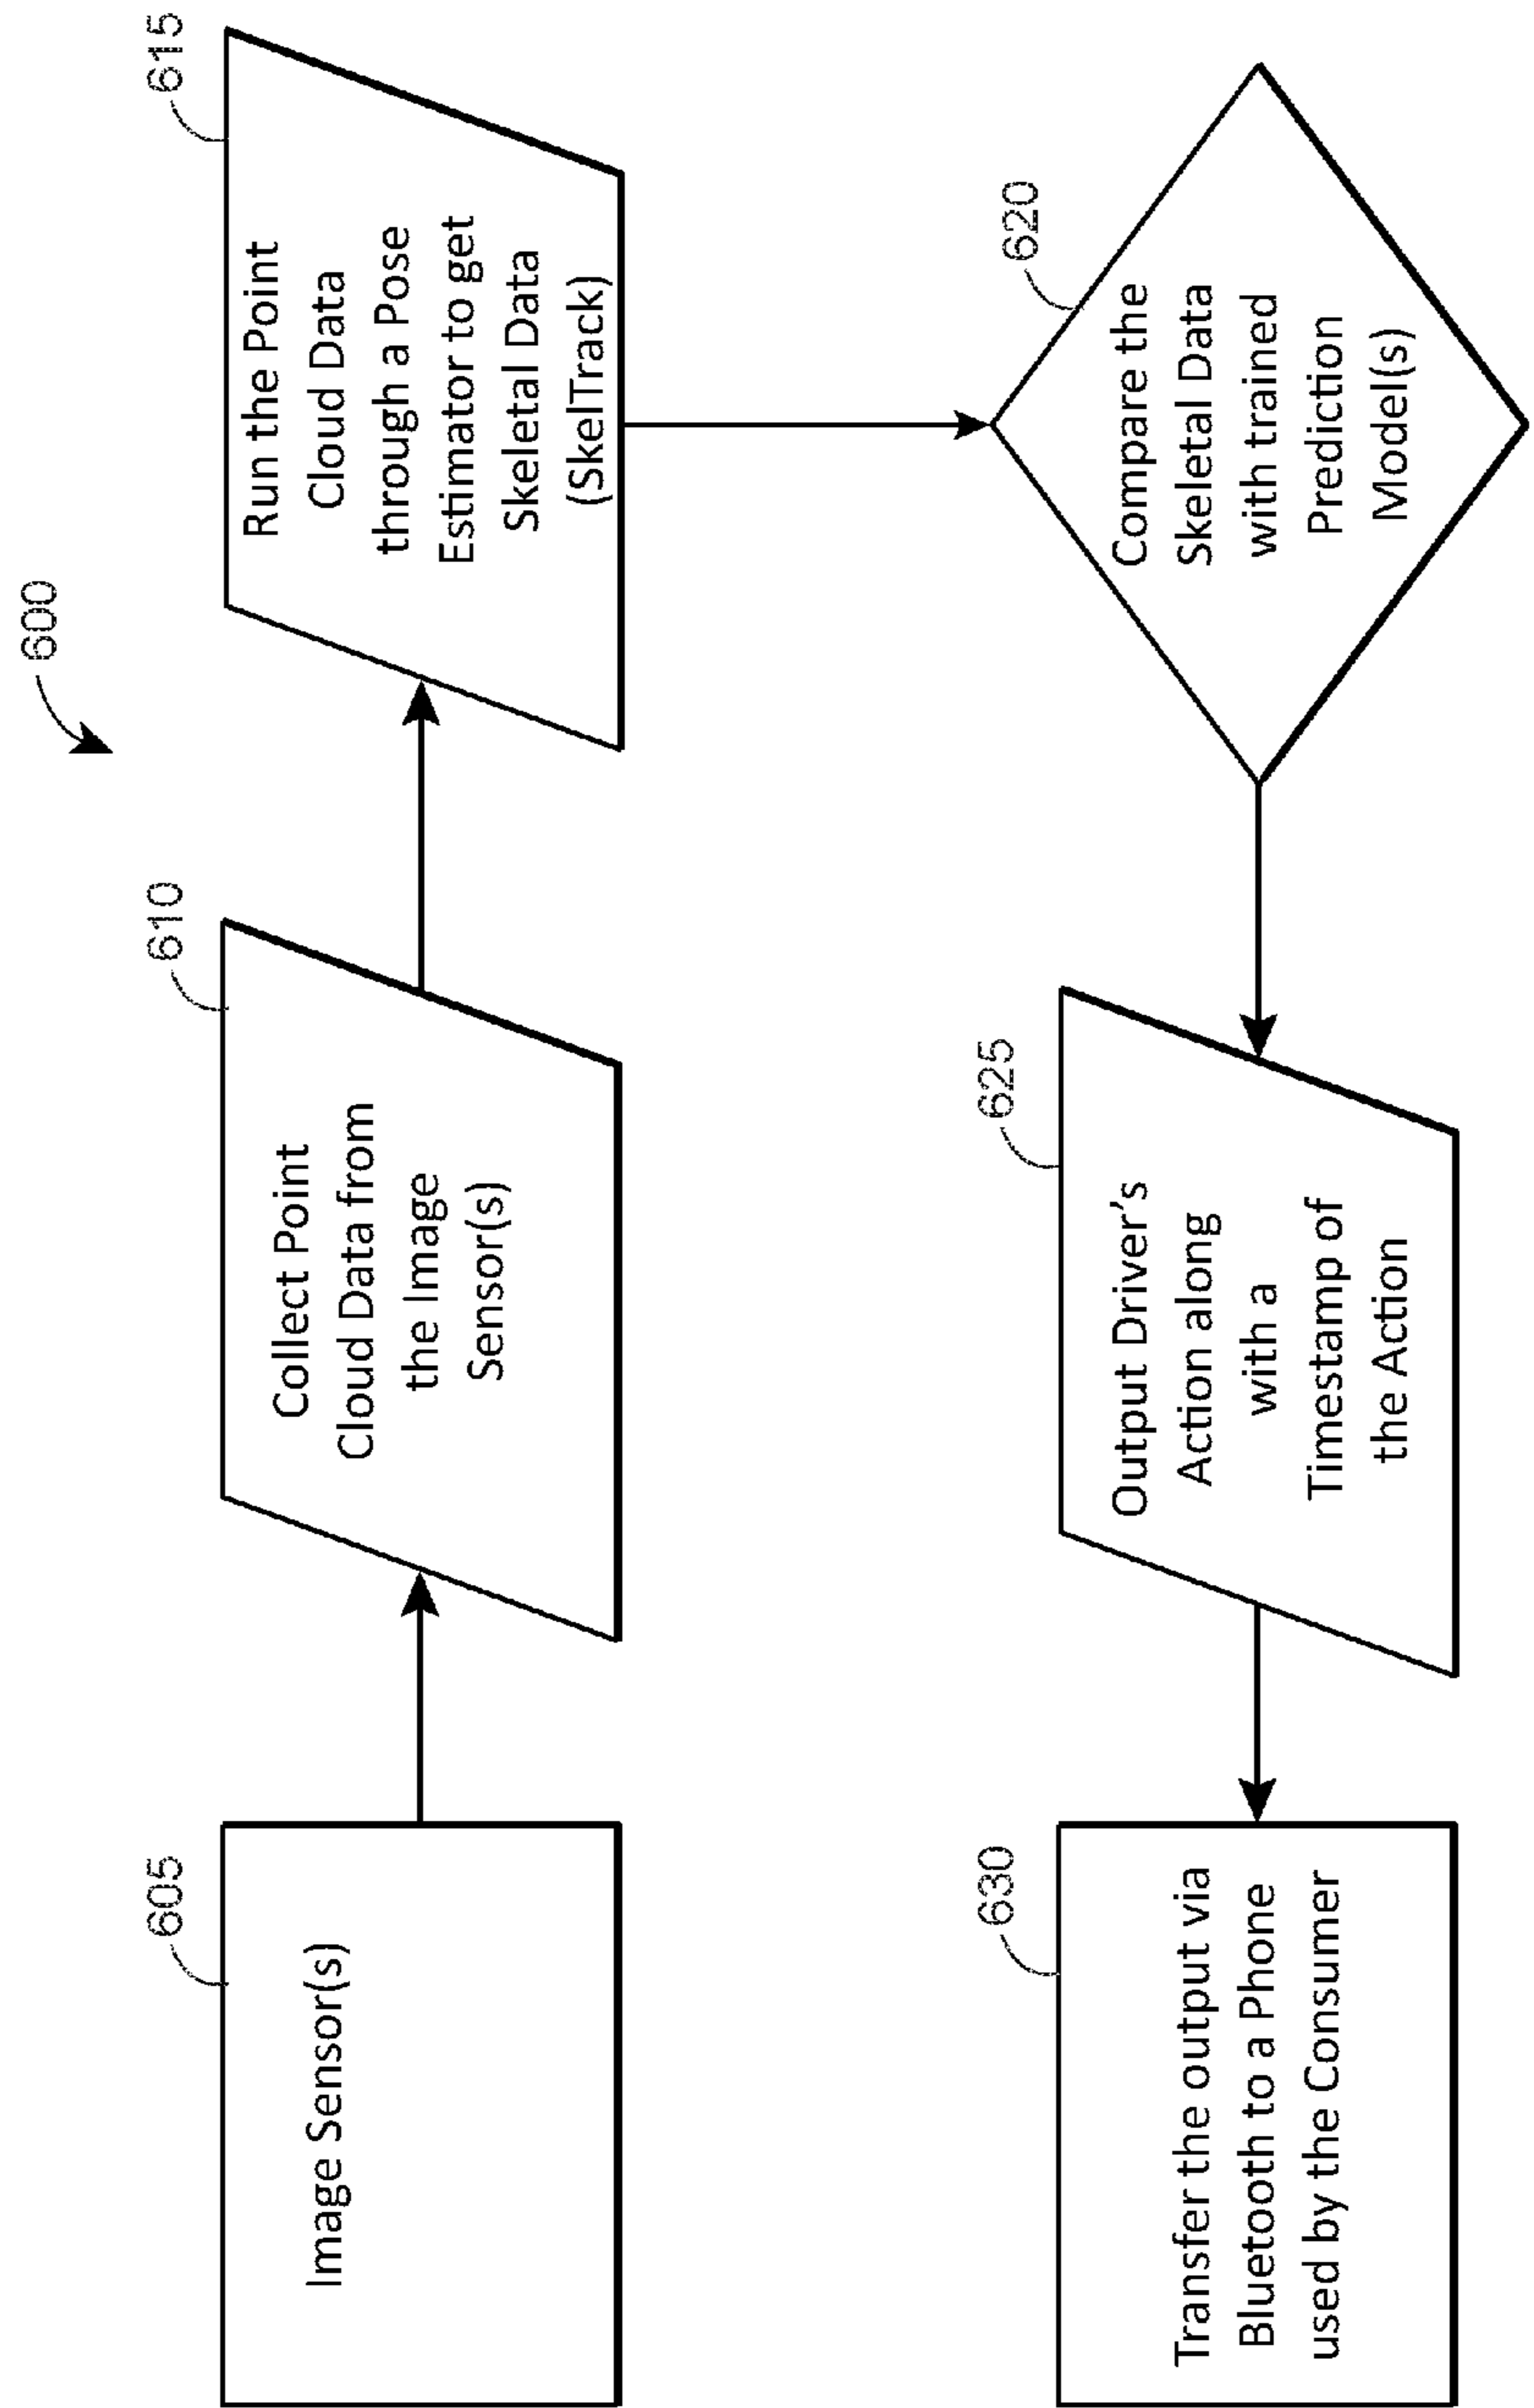 600
605
Image Sensor(s)
610
Collect Point
Cloud Data from
the Image
Sensor(s)
615
Run the Point
Cloud Data
through a Pose
Estimator to get
Skeletal Data
(SkelTrack)
620
Compare the
Skeletal Data
with trained
Prediction
Model(s)
625
Output Driver’s
Action along
with a
Timestamp of
the Action
630
Transfer the output via
Bluetooth to a Phone
used by the Consumer